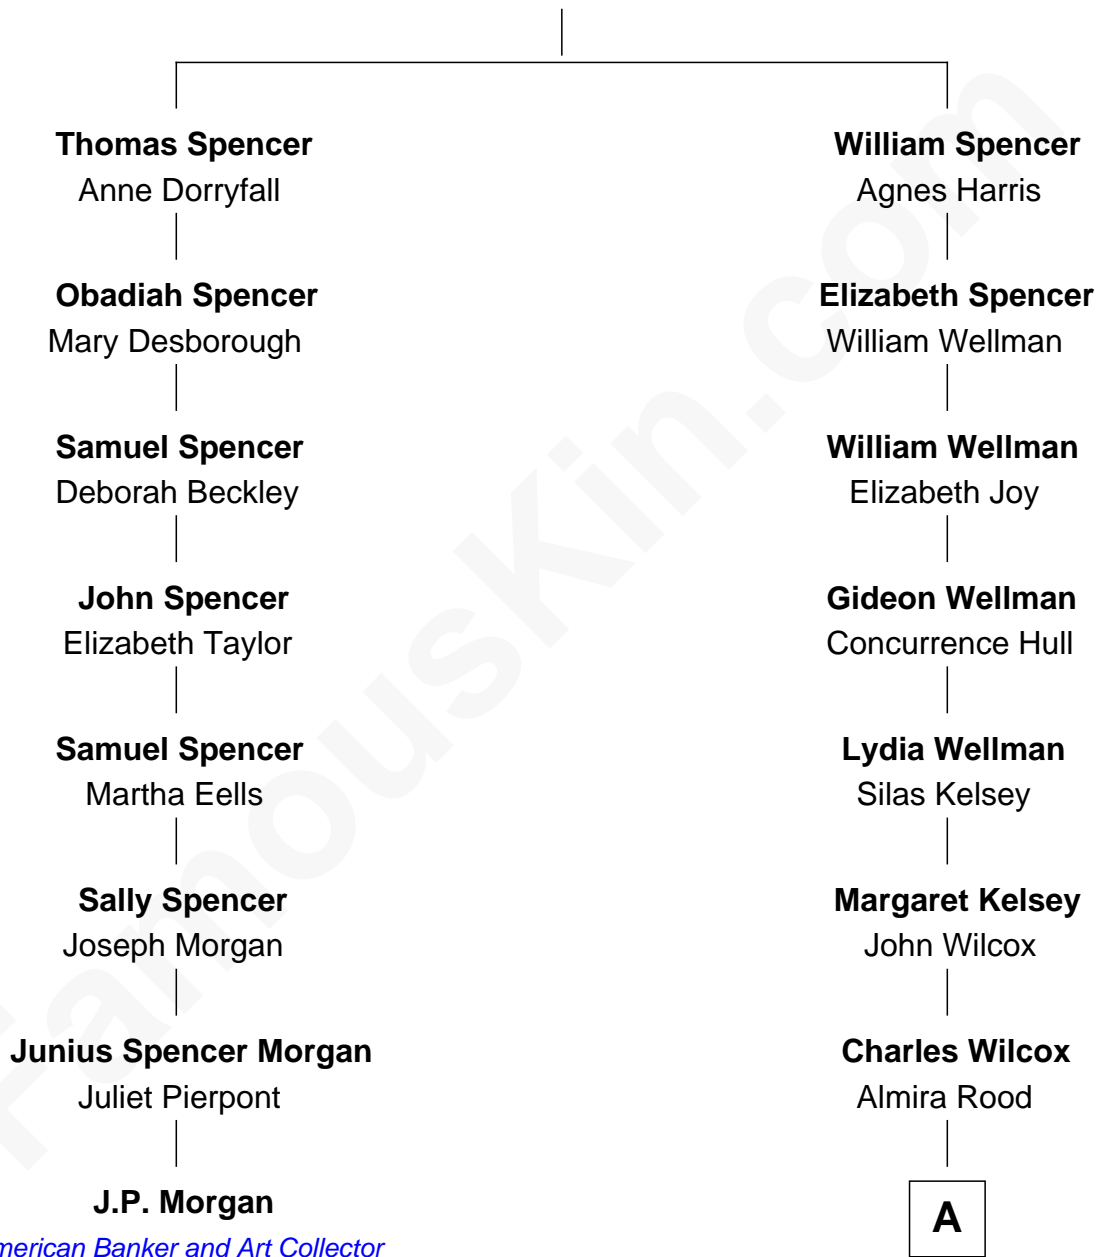 Thomas Spencer
Anne Dorryfall
William Spencer
Agnes Harris
Obadiah Spencer
Mary Desborough
Elizabeth Spencer
William Wellman
Samuel Spencer
Deborah Beckley
William Wellman
Elizabeth Joy
John Spencer
Elizabeth Taylor
Gideon Wellman
Concurrence Hull
Samuel Spencer
Martha Eells
Lydia Wellman
Silas Kelsey
Sally Spencer
Joseph Morgan
Margaret Kelsey
John Wilcox
Junius Spencer Morgan
Juliet Pierpont
Charles Wilcox
Almira Rood
J.P. Morgan
merican Banker and Art Collector
A
FamousKin.com